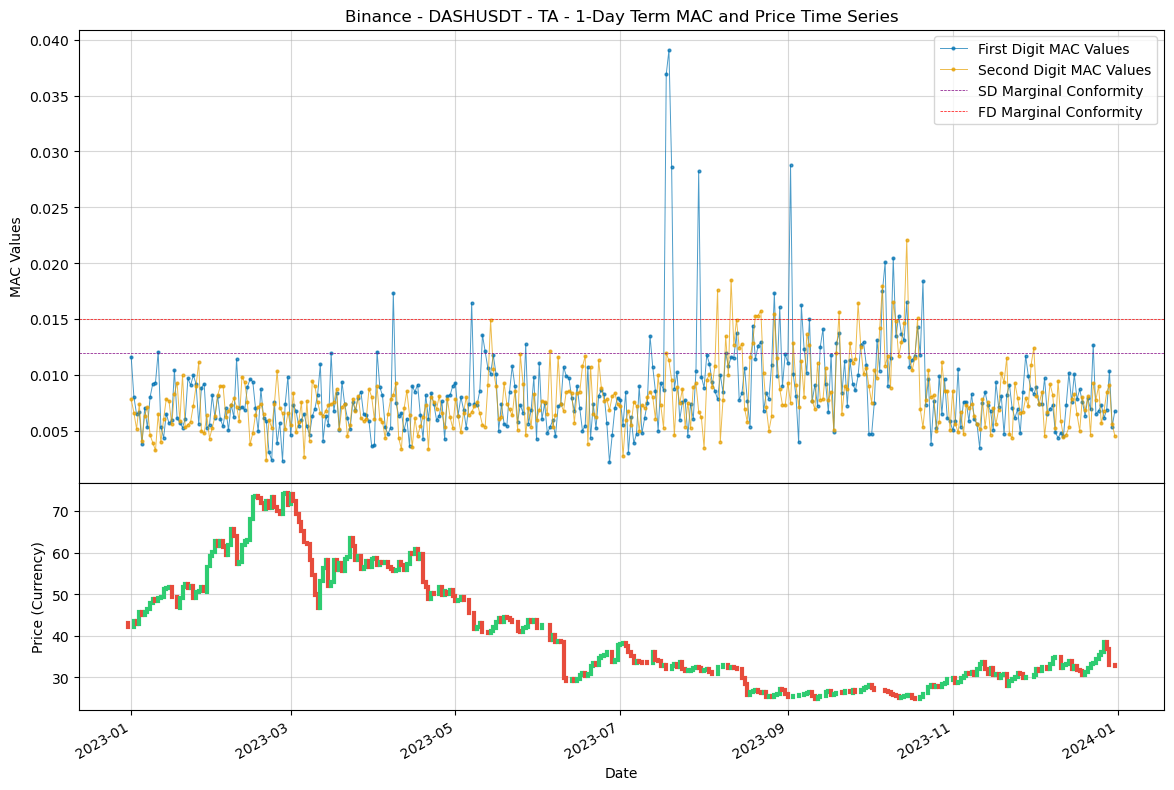 Binance - DASHUSDT - TA - 1-Day Term MAC and Price Time Series
First Digit MAC Values
Second Digit MAC Values
SD Marginal Conformity
FD Marginal Conformity
MAC Values
0.040
0.035
0.030
0.025
0.020
0.015
0.010
0.005
Price (Currency)
70
60
50
40
30
2023-01
2023-03
2023-05
2023-07
2023-09
2023-11
2024-01
Date